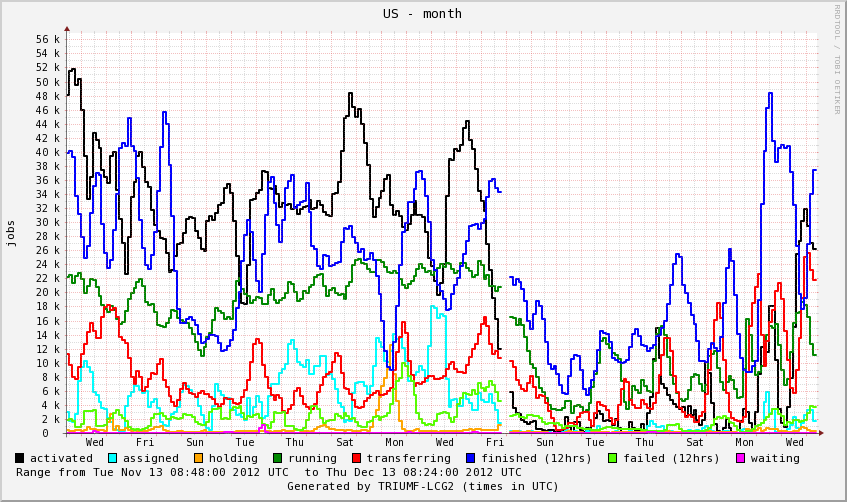 US - month
RRDTOOL / TOBI OETIKER
jobs
56 k
54 k
52 k
50 k
48 k
46 k
44 k
42 k
40 k
38 k
36 k
34 k
32 k
30 k
28 k
26 k
24 k
22 k
20 k
18 k
16 k
14 k
12 k
10 k
8 k
6 k
4 k
2 k
0
Wed Fri Sun Tue Thu Sat Mon Wed Fri Sun Tue Thu Sat Mon Wed
activated assigned holding running transferring finished (12hrs) failed (12hrs) waiting
Range from Tue Nov 13 08:48:00 2012 UTC to Thu Dec 13 08:24:00 2012 UTC
Generated by TRIUMF-LCG2 (times in UTC)